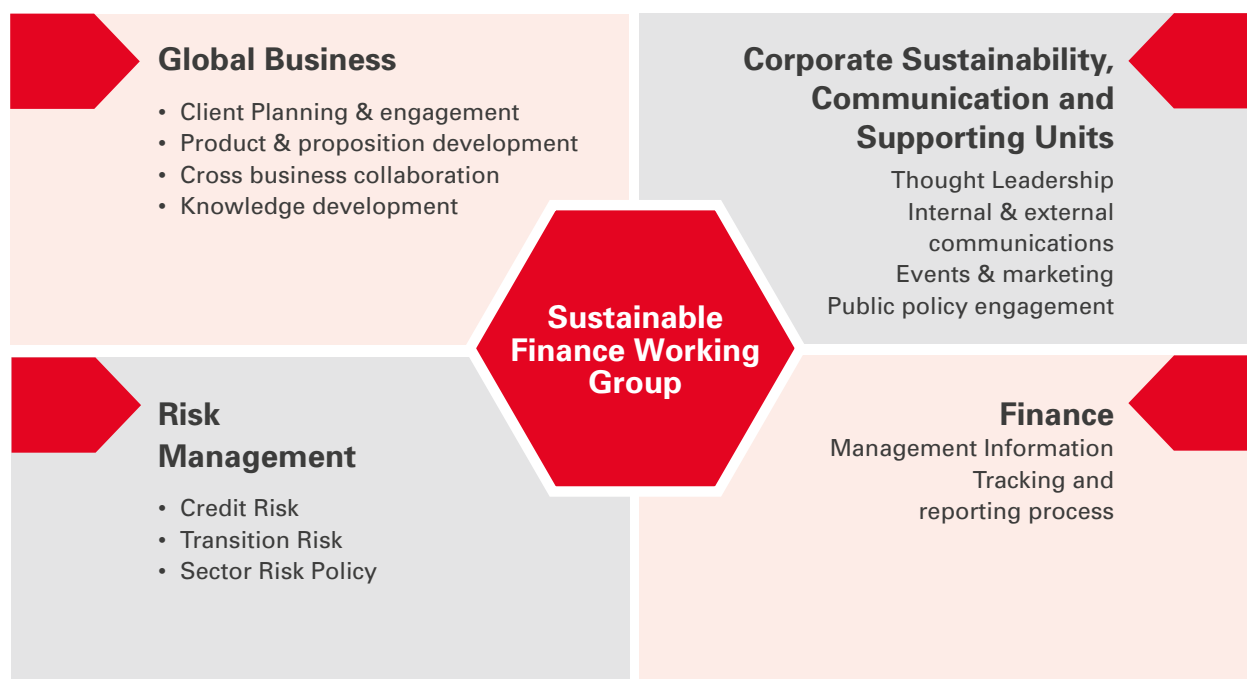 Global Business
• Client Planning & engagement
• Product & proposition development
• Cross business collaboration
• Knowledge development
Corporate Sustainability,
Communication and
Supporting Units
Thought Leadership
Internal & external
communications
Events & marketing
Public policy engagement
Sustainable
Finance Working
Group
Risk
Management
• Credit Risk
• Transition Risk
• Sector Risk Policy
Finance
Management Information
Tracking and
reporting process